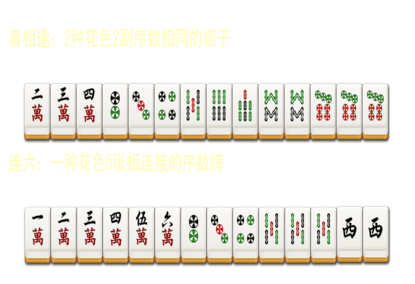 喜相逢：2种花色2副序数相同的顺子
二 三 四
萬 萬 萬
连六：一种花色6张相连接的序数牌
一 二 三 四 伍 六 西 西
萬 萬 萬 萬 萬 萬